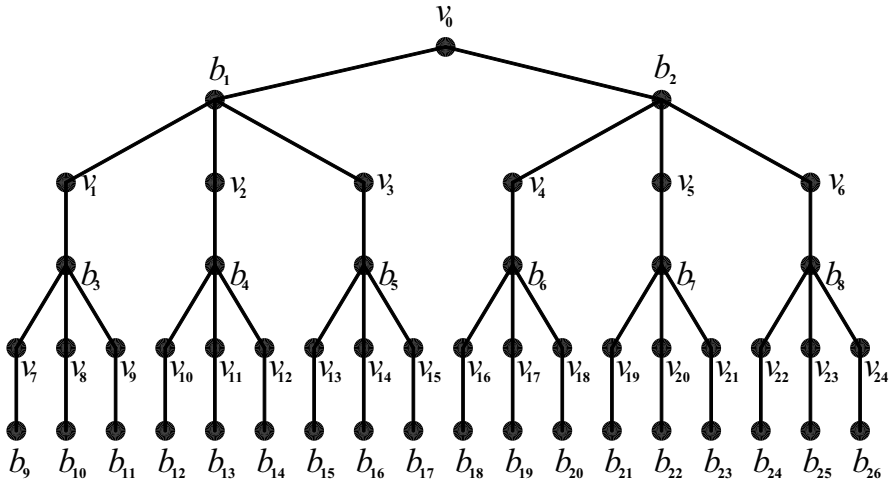 v₀
b₁ b₂
v₁ v₂ v₃ v₄ v₅ v₆
b₃ b₄ b₅ b₆ b₇ b₈
v₇ v₈ v₉ v₁₀ v₁₁ v₁₂ v₁₃ v₁₄ v₁₅ v₁₆ v₁₇ v₁₈ v₁₉ v₂₀ v₂₁ v₂₂ v₂₃ v₂₄
b₉ b₁₀ b₁₁ b₁₂ b₁₃ b₁₄ b₁₅ b₁₆ b₁₇ b₁₈ b₁₉ b₂₀ b₂₁ b₂₂ b₂₃ b₂₄ b₂₅ b₂₆